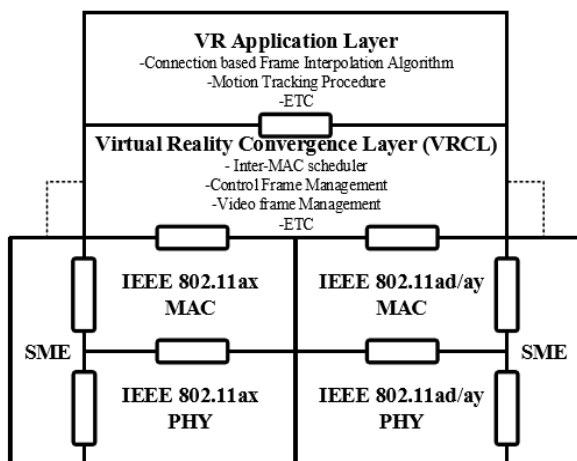 VR Application Layer
-Connection based Frame Interpolation Algorithm
-Motion Tracking Procedure
-ETC
Virtual Reality Convergence Layer (VRCL)
- Inter-MAC scheduler
-Control Frame Management
-Video frame Management
-ETC
IEEE 802.11ax
MAC
IEEE 802.11ad/ay
MAC
SME
SME
IEEE 802.11ax
PHY
IEEE 802.11ad/ay
PHY